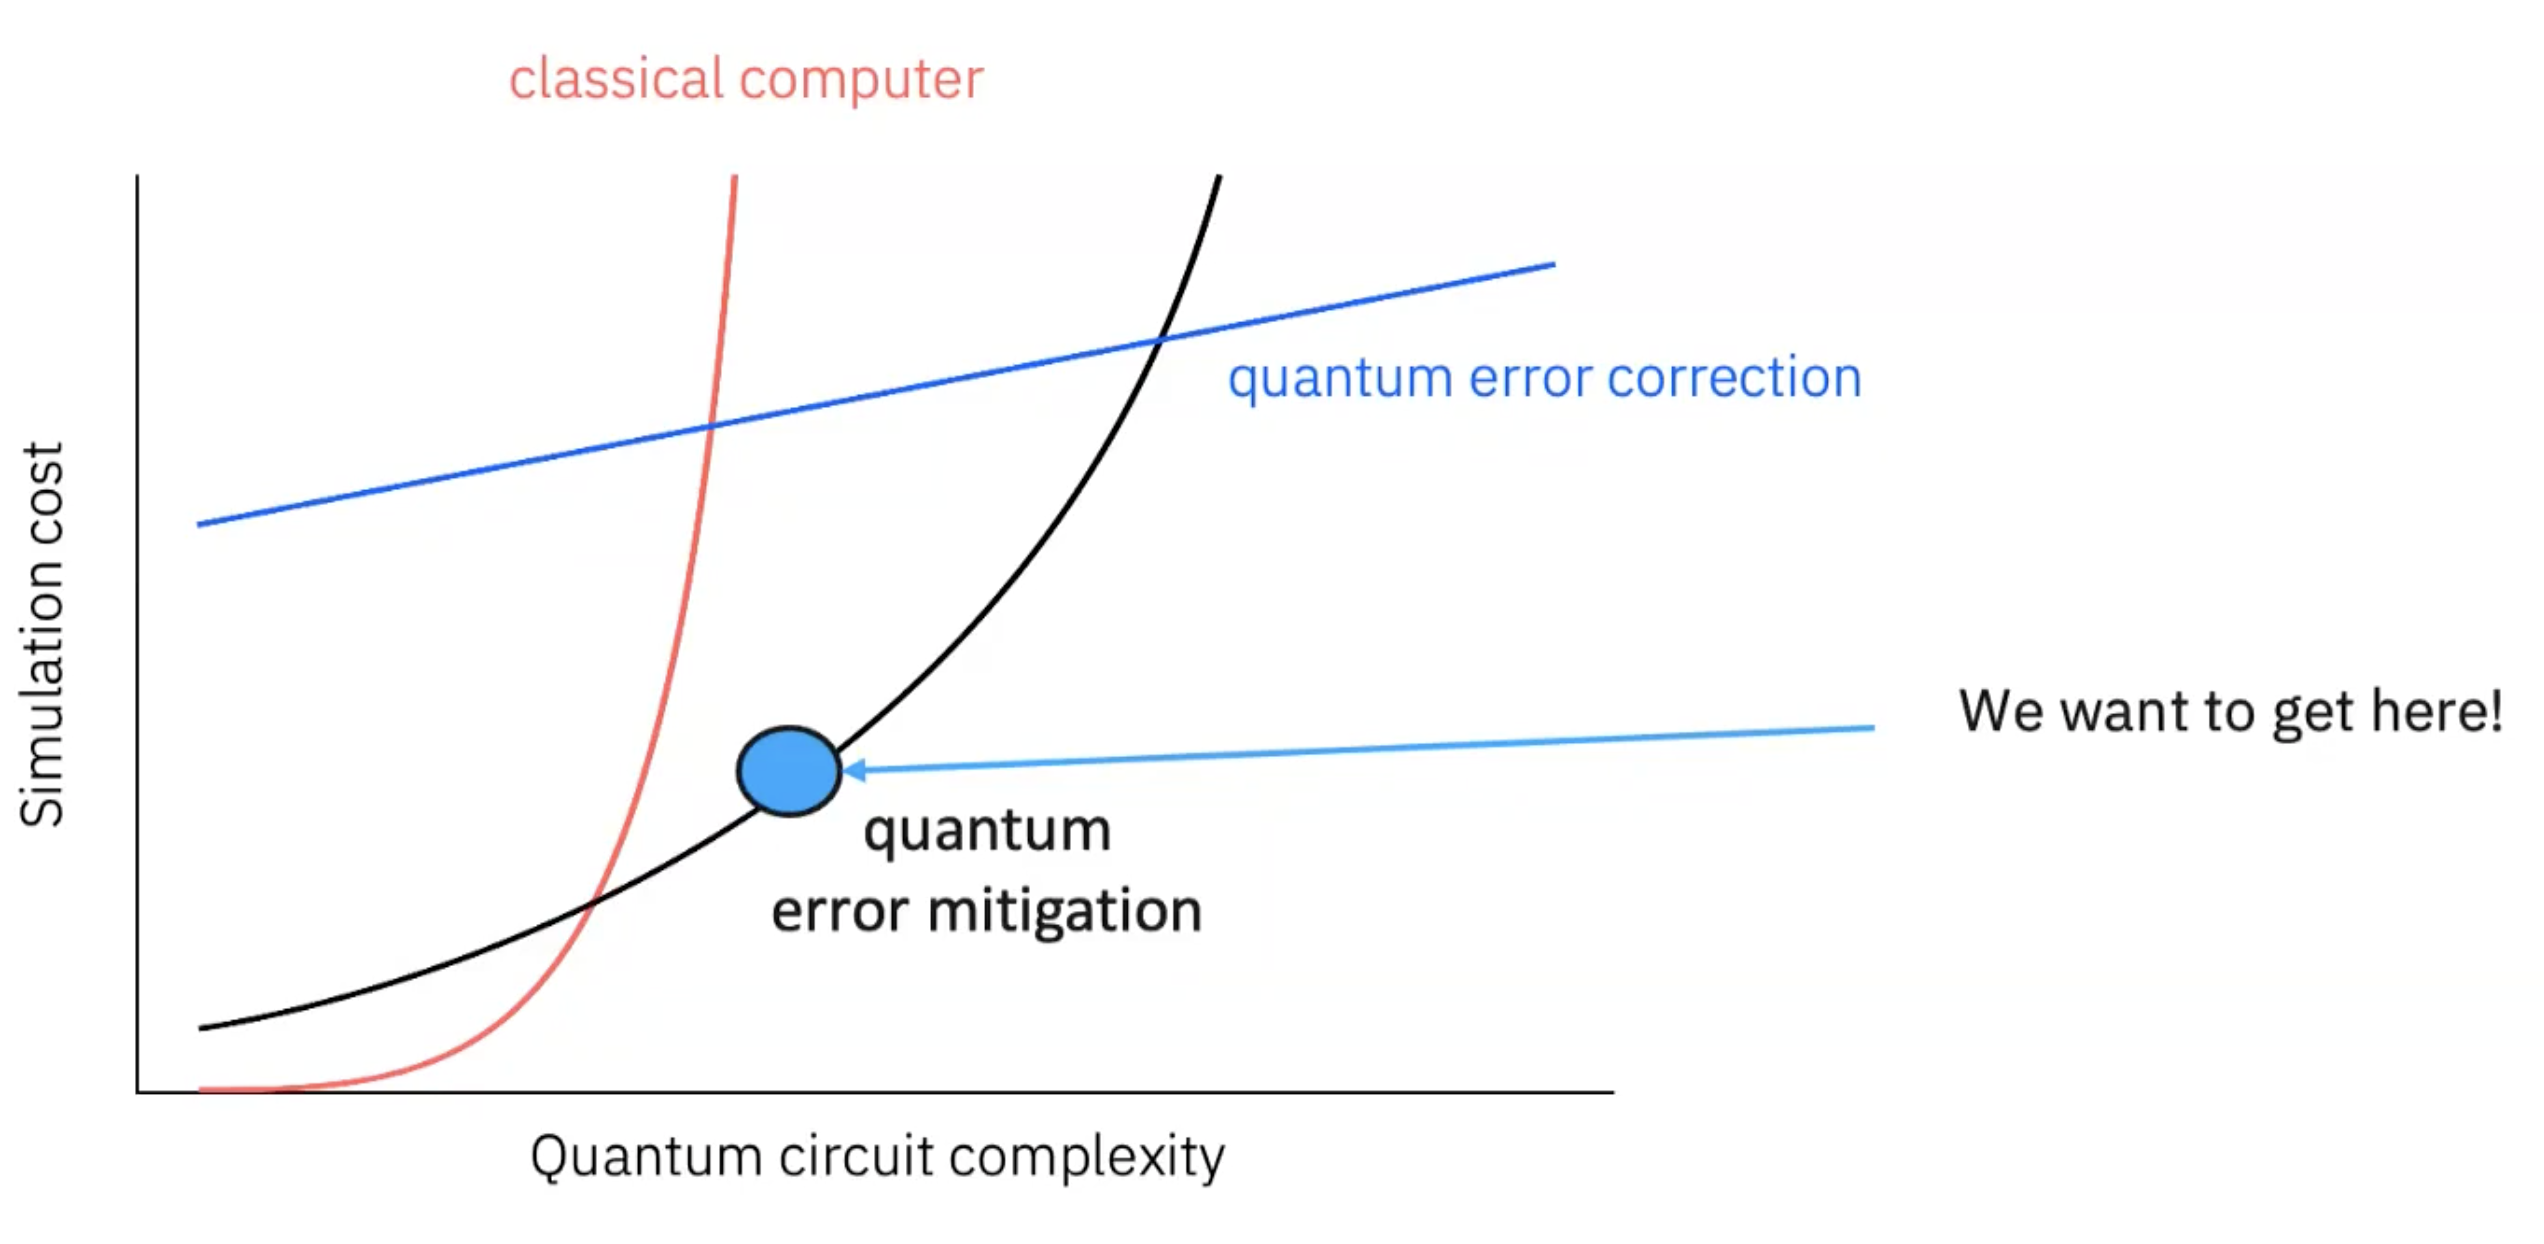 classical computer
quantum error correction
Simulation cost
We want to get here!
quantum
error mitigation
Quantum circuit complexity